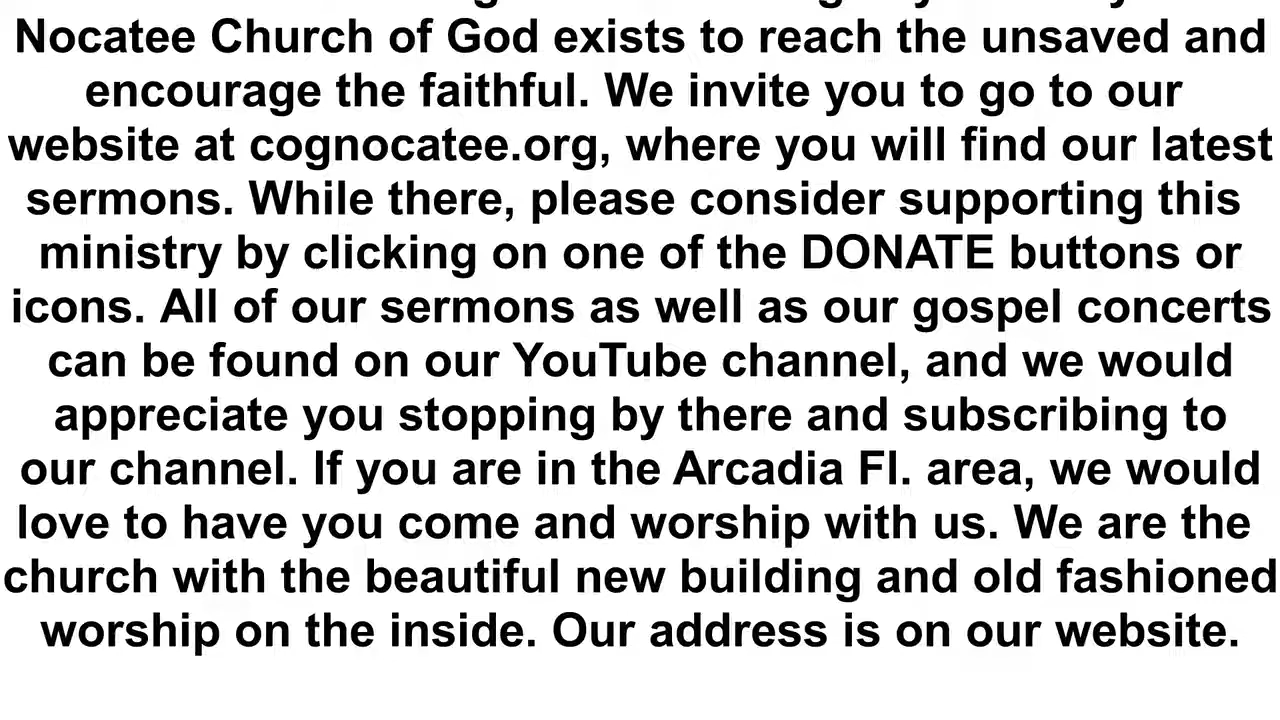 Nocatee Church of God exists to reach the unsaved and
encourage the faithful. We invite you to go to our
website at cognocatee.org, where you will find our latest
sermons. While there, please consider supporting this
ministry by clicking on one of the DONATE buttons or
icons. All of our sermons as well as our gospel concerts
can be found on our YouTube channel, and we would
appreciate you stopping by there and subscribing to
our channel. If you are in the Arcadia Fl. area, we would
love to have you come and worship with us. We are the
church with the beautiful new building and old fashioned
worship on the inside. Our address is on our website.